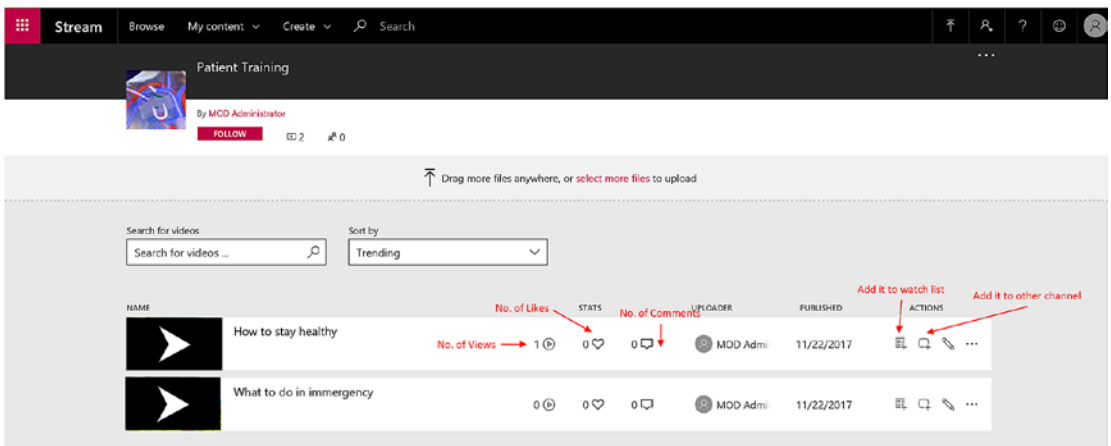 Stream Browse My content Create Search ?
Patient Training
By MOD Administrator
FOLLOW 2 0
Drag more files anywhere, or select more files to upload
Search for videos Sort by
Search for videos ... Trending
Add it to watch list Add it to other channel
NAME No. of Likes STATS No. of Comments UPLOADER PUBLISHED ACTIONS
How to stay healthy
No. of Views 1 0 0 MOD Admi 11/22/2017
What to do in immergency
0 0 0 MOD Admi 11/22/2017